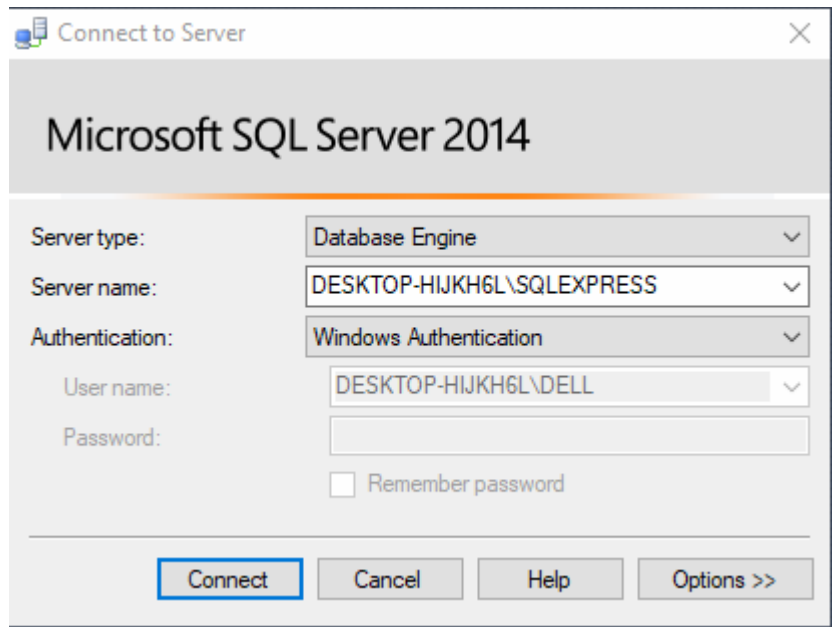 Connect to Server
Microsoft SQL Server 2014
Server type: Database Engine
Server name: DESKTOP-HIJKH6L\SQLEXPRESS
Authentication: Windows Authentication
User name: DESKTOP-HIJKH6L\DELL
Password:
Remember password
Connect Cancel Help Options >>